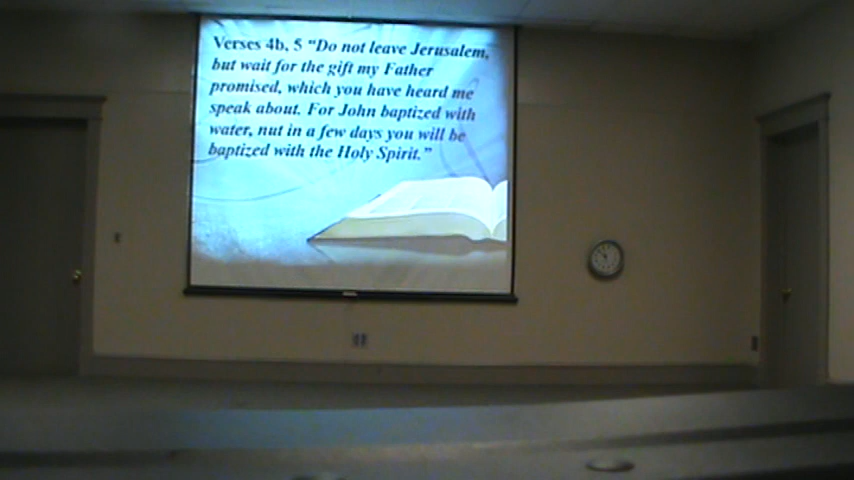 Verses 4b, 5 “Do not leave Jerusalem,
but wait for the gift my Father
promised, which you have heard me
speak about. For John baptized with
water, nut in a few days you will be
baptized with the Holy Spirit.”